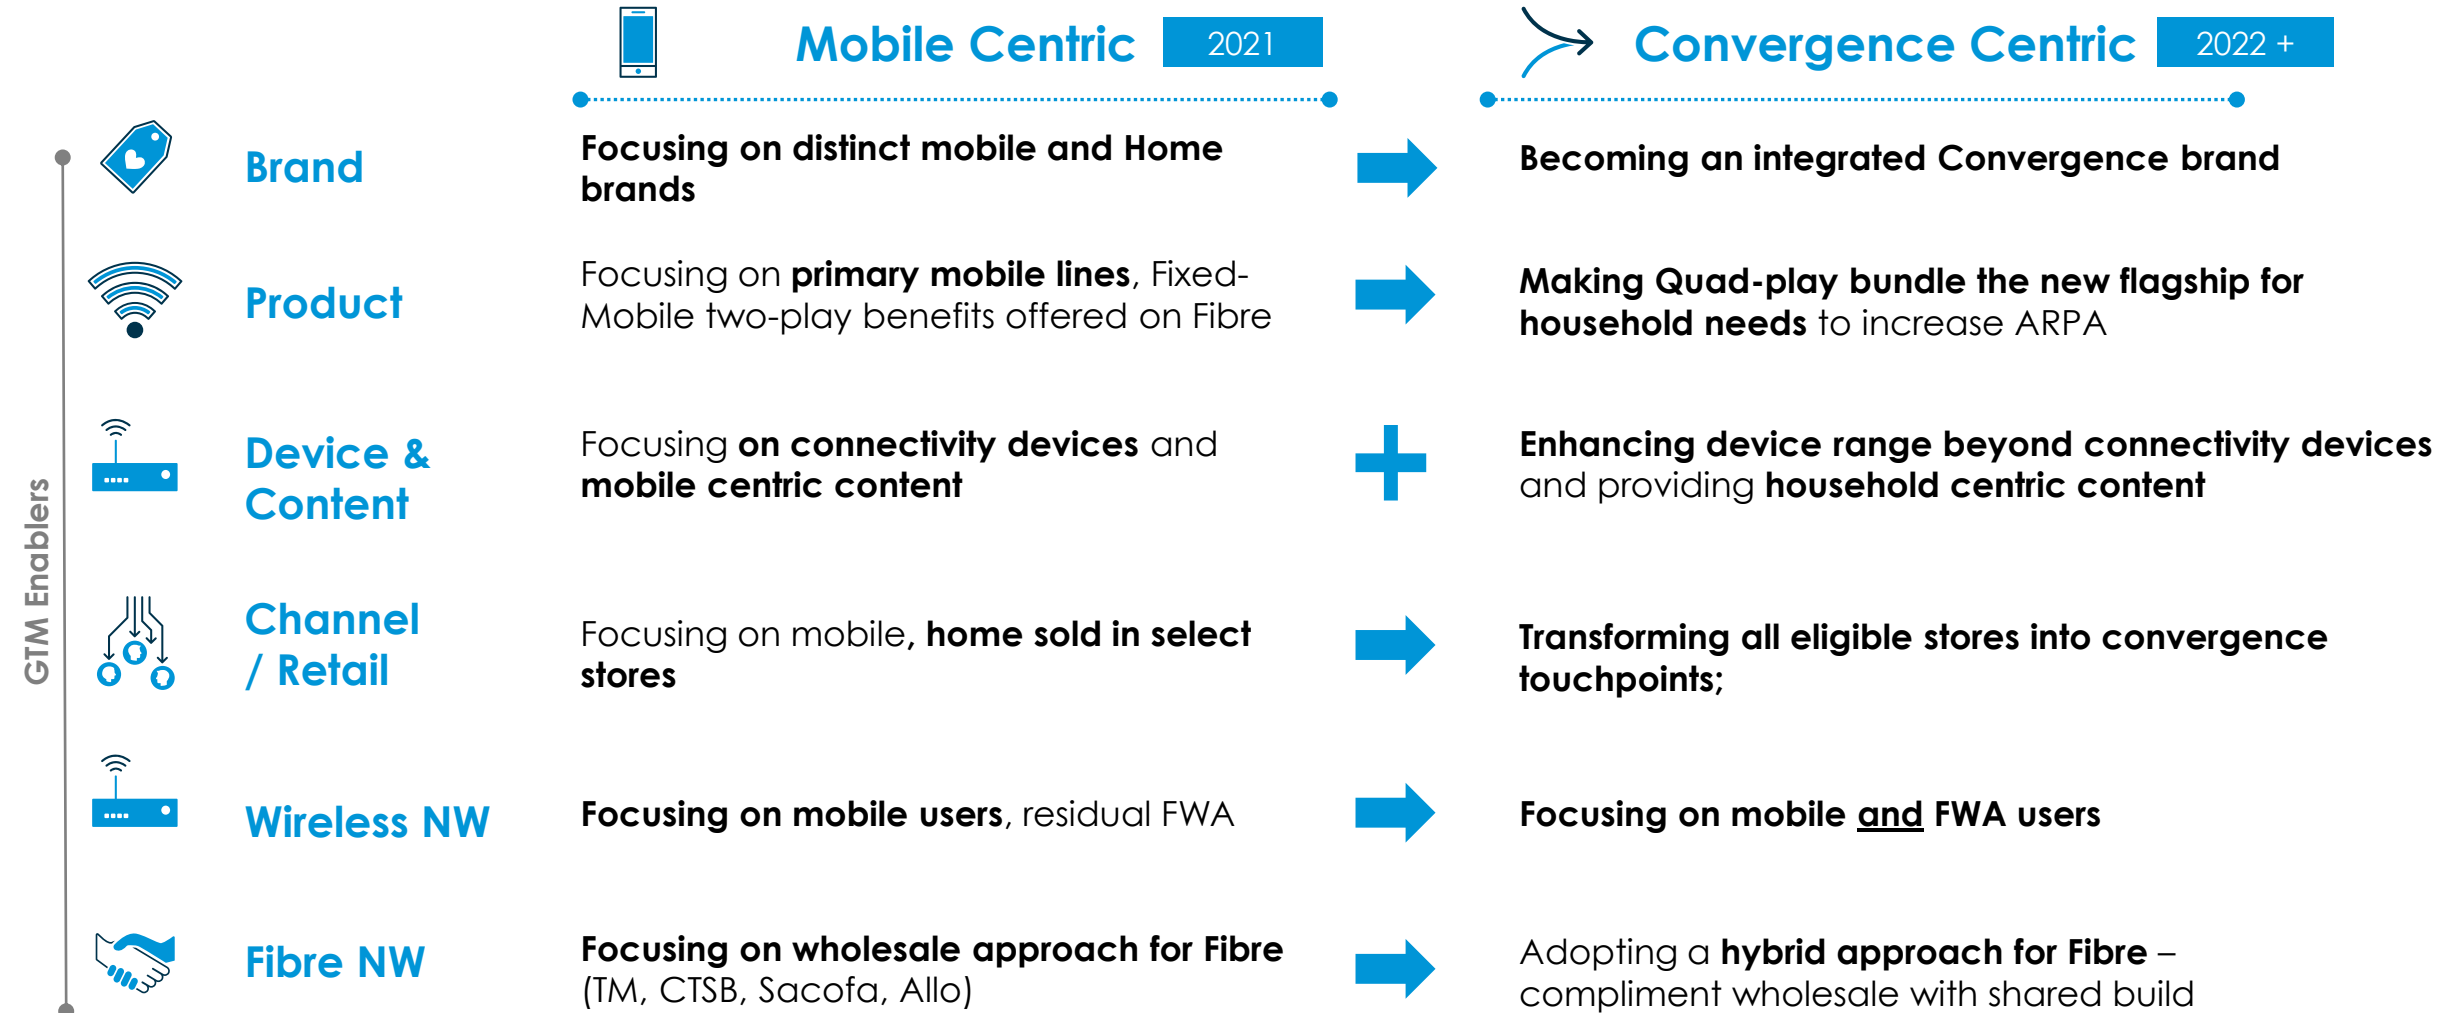 Mobile Centric 2021
Convergence Centric 2022 +
GTM Enablers
Brand
Focusing on distinct mobile and Home
brands
Becoming an integrated Convergence brand
Product
Focusing on primary mobile lines, Fixed-
Mobile two-play benefits offered on Fibre
Making Quad-play bundle the new flagship for
household needs to increase ARPA
Device &
Content
Focusing on connectivity devices and
mobile centric content
Enhancing device range beyond connectivity devices
and providing household centric content
Channel
/ Retail
Focusing on mobile, home sold in select
stores
Transforming all eligible stores into convergence
touchpoints;
Wireless NW
Focusing on mobile users, residual FWA
Focusing on mobile and FWA users
Fibre NW
Focusing on wholesale approach for Fibre
(TM, CTSB, Sacofa, Allo)
Adopting a hybrid approach for Fibre –
compliment wholesale with shared build